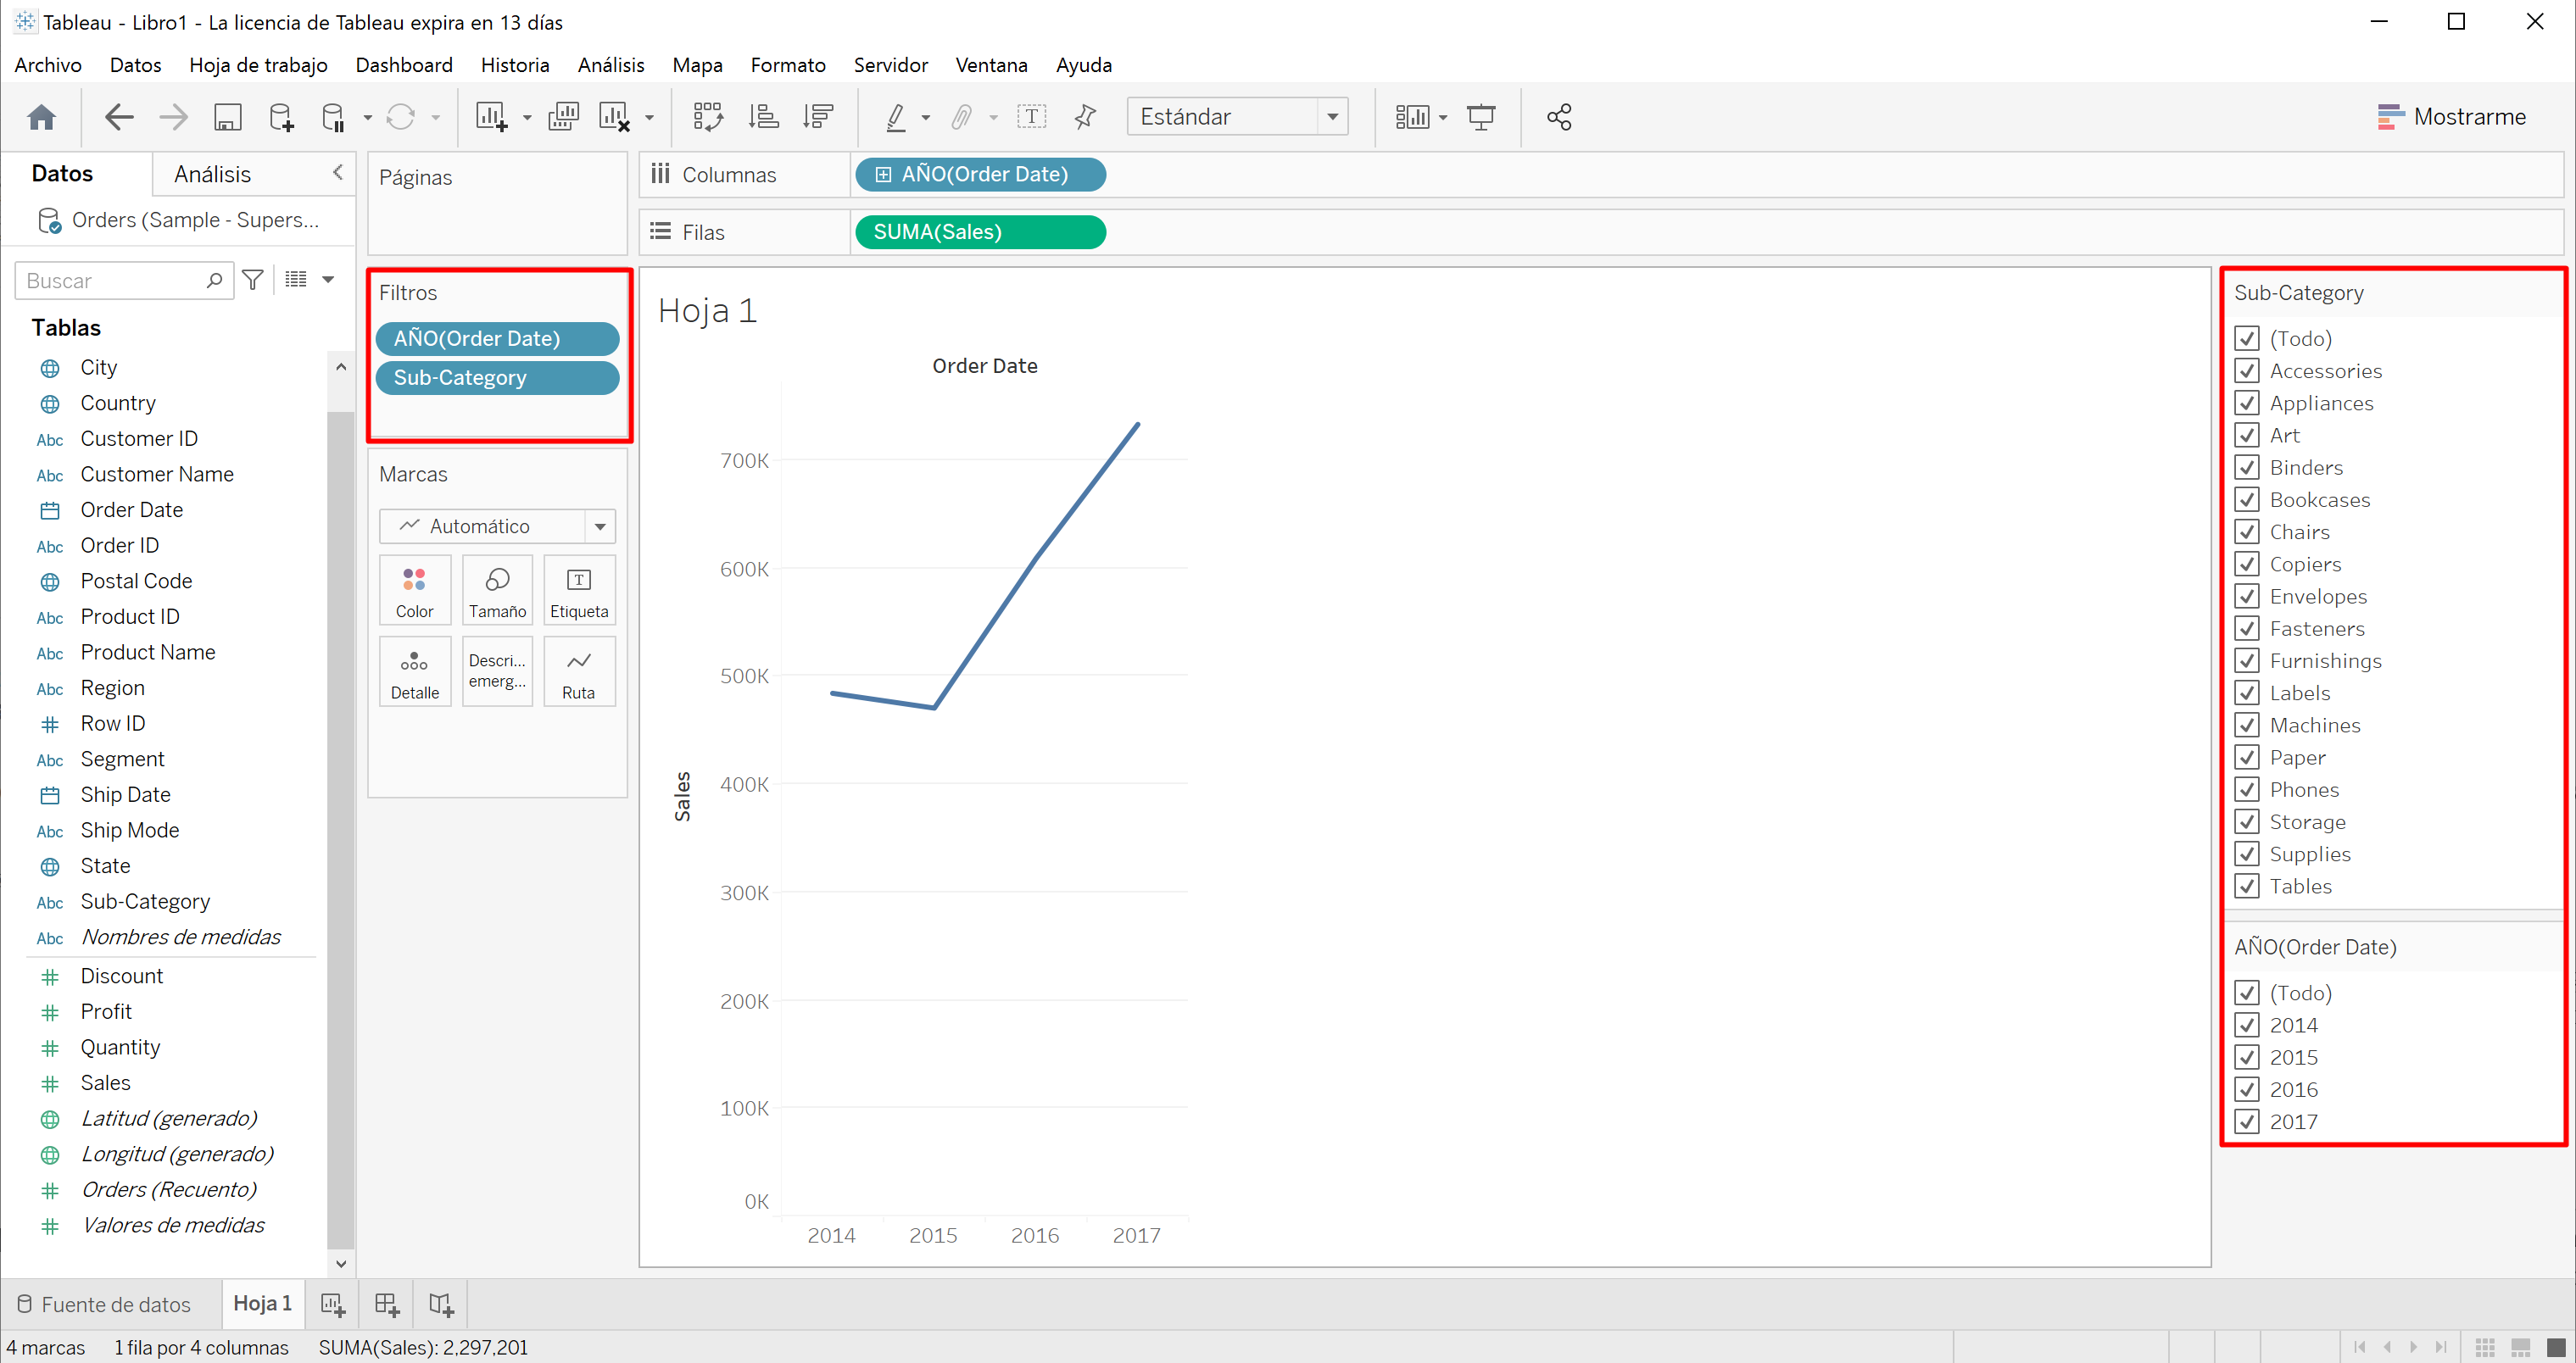 Tableau - Libro1 - La licencia de Tableau expira en 13 días
Archivo Datos Hoja de trabajo Dashboard Historia Análisis Mapa Formato Servidor Ventana Ayuda
Estándar
Mostrarme
Datos
Análisis
Orders (Sample - Supers...
Buscar
Tablas
City
Country
Abc Customer ID
Abc Customer Name
Order Date
Abc Order ID
Postal Code
Abc Product ID
Abc Product Name
Abc Region
Row ID
Abc Segment
Ship Date
Abc Ship Mode
State
Abc Sub-Category
Abc Nombres de medidas
Discount
Profit
Quantity
Sales
Latitud (generado)
Longitud (generado)
Orders (Recuento)
Valores de medidas
Páginas
Filtros
AÑO(Order Date)
Sub-Category
Marcas
Automático
Color
Tamaño
Etiqueta
Detalle
Descri...
emerg...
Ruta
Columnas
AÑO(Order Date)
Filas
SUMA(Sales)
Hoja 1
Order Date
Sales
700K
600K
500K
400K
300K
200K
100K
0K
2014 2015 2016 2017
Sub-Category
(Todo)
Accessories
Appliances
Art
Binders
Bookcases
Chairs
Copiers
Envelopes
Fasteners
Furnishings
Labels
Machines
Paper
Phones
Storage
Supplies
Tables
AÑO(Order Date)
(Todo)
2014
2015
2016
2017
Fuente de datos
Hoja 1
4 marcas 1 fila por 4 columnas SUMA(Sales): 2,297,201